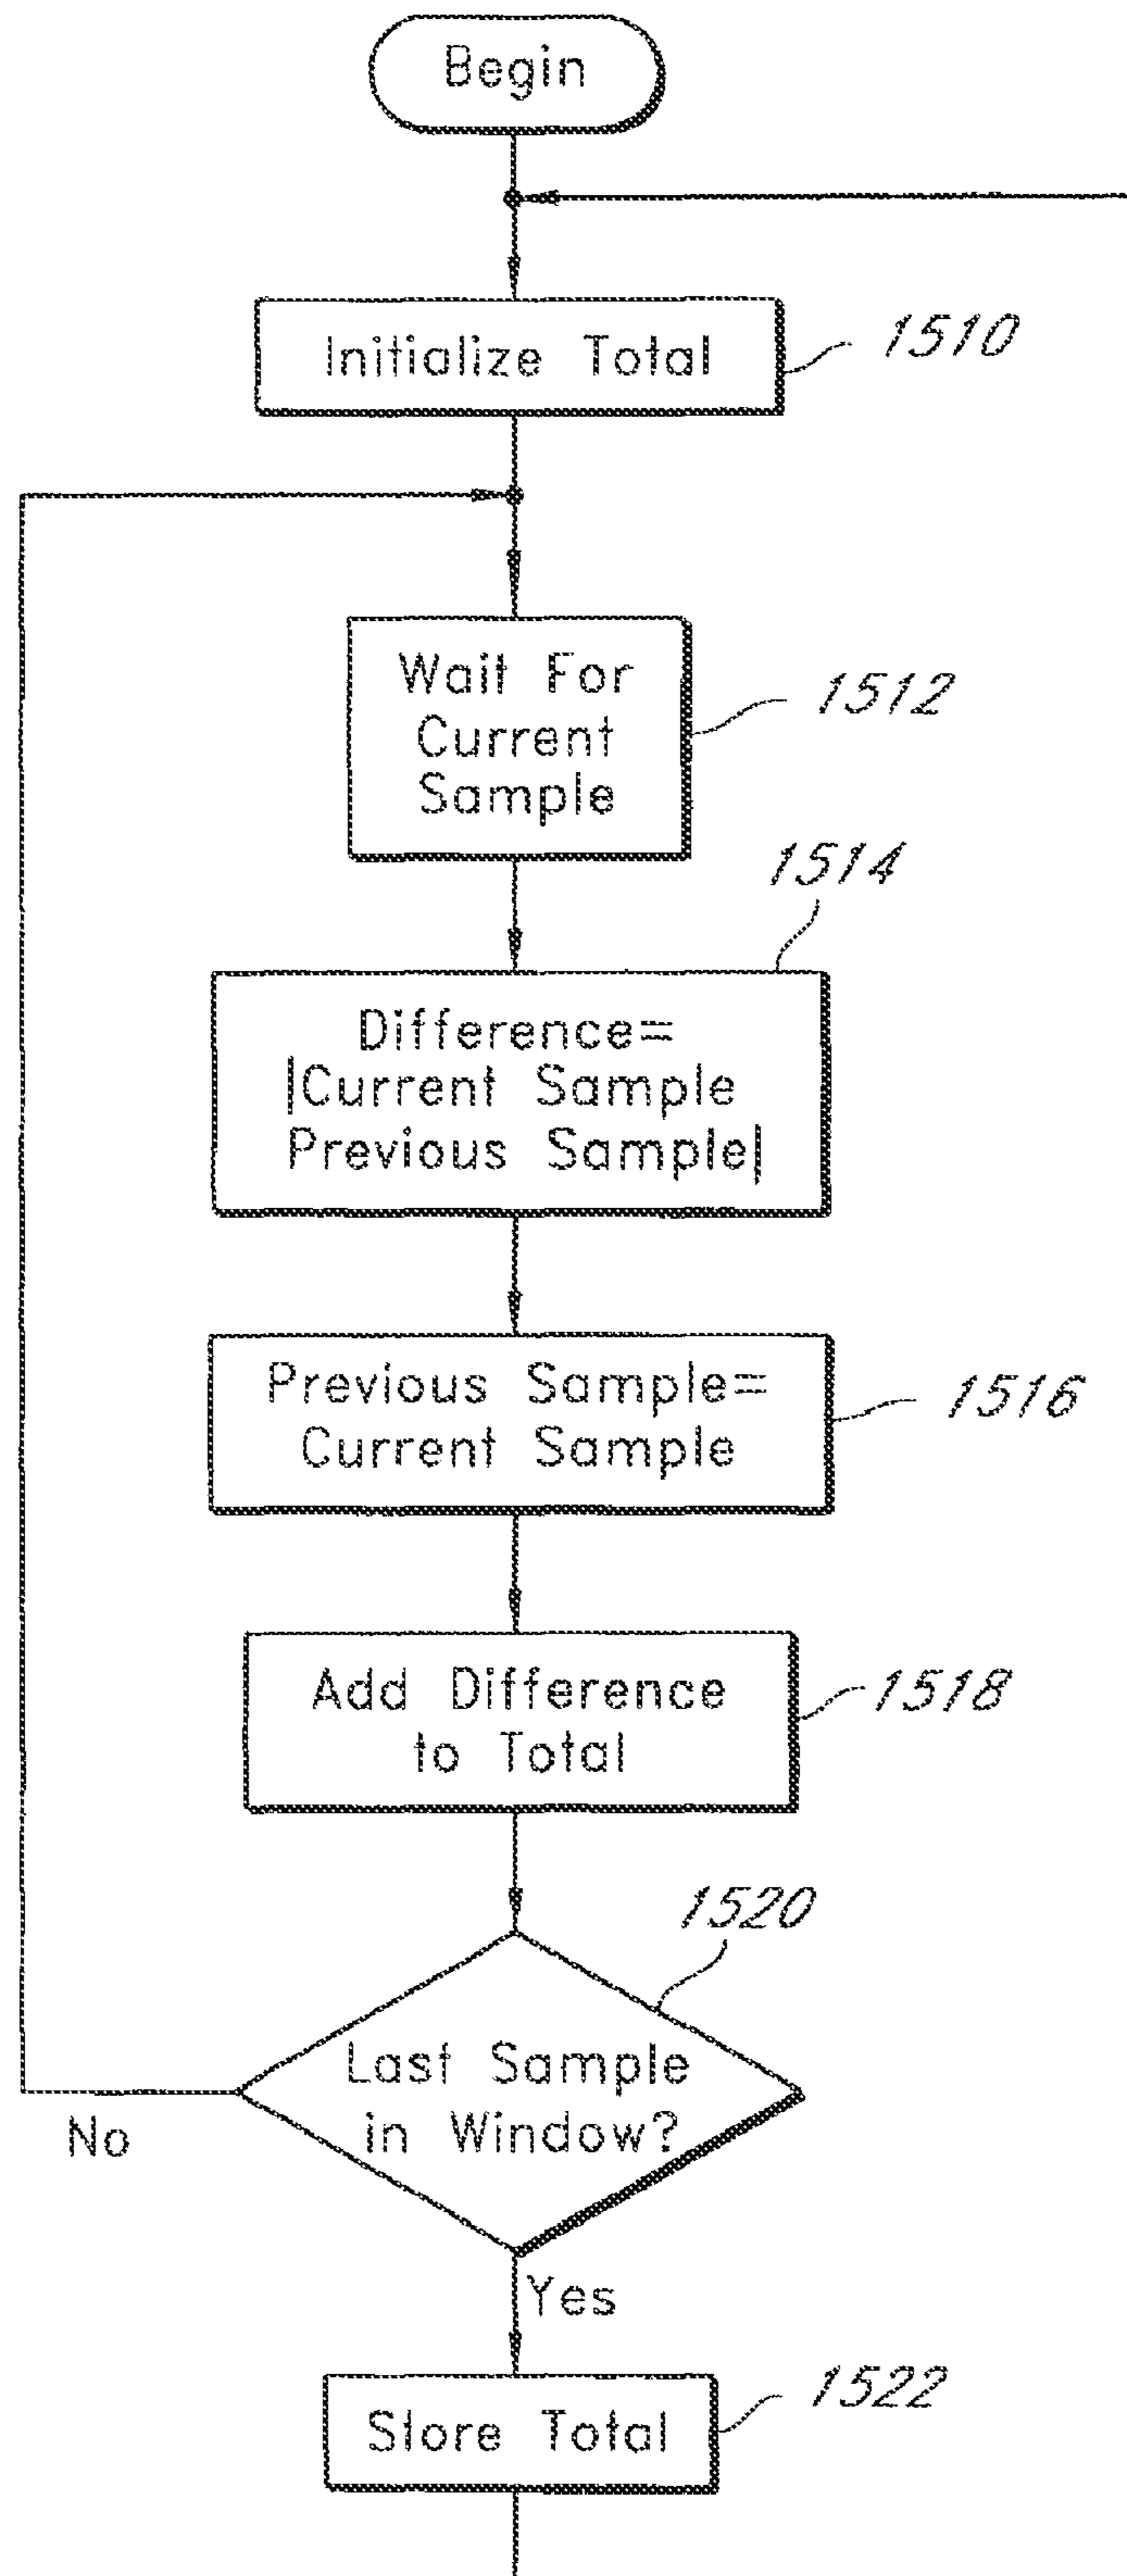 Begin
Initialize Total
1510
Wait For
Current
Sample
1512
1514
Difference=
|Current Sample
Previous Sample|
Previous Sample=
Current Sample
1516
Add Difference
to Total
1518
1520
Last Sample
in Window?
No
Yes
Store Total
1522